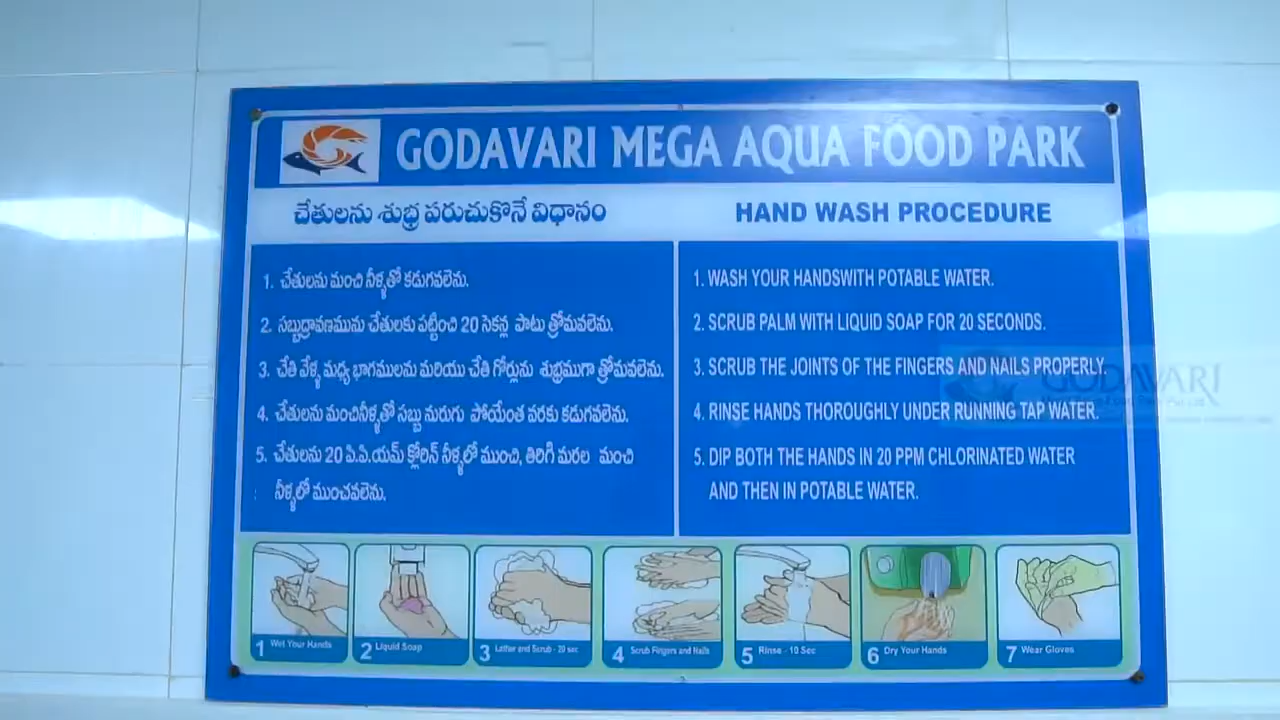 GODAVARI MEGA AQUA FOOD PARK
చేతులను శుభ్ర పరుచుకొనే విధానం
HAND WASH PROCEDURE
1. చేతులను మంచి నీళ్ళతో కడుగవలెను.
2. సబ్బుద్రావణమును చేతులకు పట్టించి 20 సెకన్ల పాటు త్రోమవలెను.
3. చేతి వేళ్ళ మధ్య భాగములను మరియు చేతి గోర్లును శుభ్రముగా త్రోమవలెను.
4. చేతులను మంచినీళ్ళతో సబ్బు నురుగు పోయేంత వరకు కడుగవలెను.
5. చేతులను 20 పి.పి.యమ్ క్లోరిన్ నీళ్ళలో ముంచి, తిరిగి మరల మంచి
నీళ్ళలో ముంచవలెను.
1. WASH YOUR HANDSWITH POTABLE WATER.
2. SCRUB PALM WITH LIQUID SOAP FOR 20 SECONDS.
3. SCRUB THE JOINTS OF THE FINGERS AND NAILS PROPERLY.
4. RINSE HANDS THOROUGHLY UNDER RUNNING TAP WATER.
5. DIP BOTH THE HANDS IN 20 PPM CHLORINATED WATER
AND THEN IN POTABLE WATER.
GODAVARI
1 Wet Your Hands
2 Liquid Soap
3 Lather and Scrub - 20 sec
4 Scrub Fingers and Nails
5 Rinse - 10 Sec
6 Dry Your Hands
7 Wear Gloves